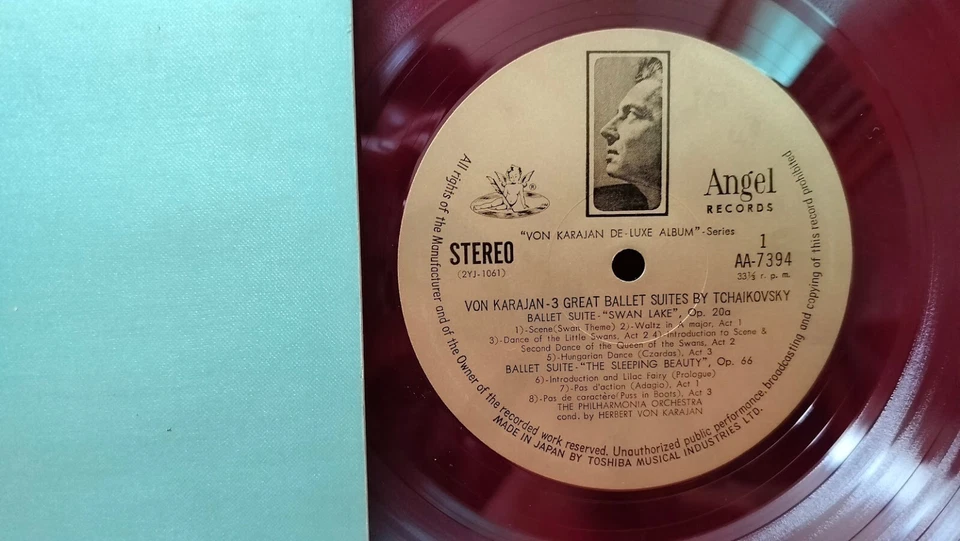 Angel
RECORDS
®
"VON KARAJAN DE-LUXE ALBUM"-Series
STEREO
(2YJ-1061)
1
AA-7394
33⅓ r. p. m.
VON KARAJAN-3 GREAT BALLET SUITES BY TCHAIKOVSKY
BALLET SUITE-"SWAN LAKE", Op. 20a
1)-Scene(Swan Theme) 2)-Waltz in A major, Act 1
3)-Dance of the Little Swans, Act 2 4)-Introduction to Scene &
Second Dance of the Queen of the Swans, Act 2
5)-Hungarian Dance (Czardas), Act 3
BALLET SUITE-"THE SLEEPING BEAUTY", Op. 66
6)-Introduction and Lilac Fairy (Prologue)
7)-Pas d'action (Adagio), Act 1
8)-Pas de caractère(Puss in Boots), Act 3
THE PHILHARMONIA ORCHESTRA
cond. by HERBERT VON KARAJAN
All rights of the Manufacturer and of the Owner of the recorded work reserved. Unauthorized public performance, broadcasting and copying of this record prohibited
MADE IN JAPAN BY TOSHIBA MUSICAL INDUSTRIES LTD.